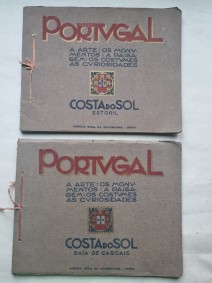 PORTVGAL
A ARTE : OS MONV-
MENTOS : A PAISA-
GEM : OS COSTVMES
AS CVRIOSIDADES
COSTA DO SOL
ESTORIL
PORTVGAL
A ARTE : OS MONV-
MENTOS : A PAISA-
GEM : OS COSTVMES
AS CVRIOSIDADES
COSTA DO SOL
BAÍA DE CASCAIS